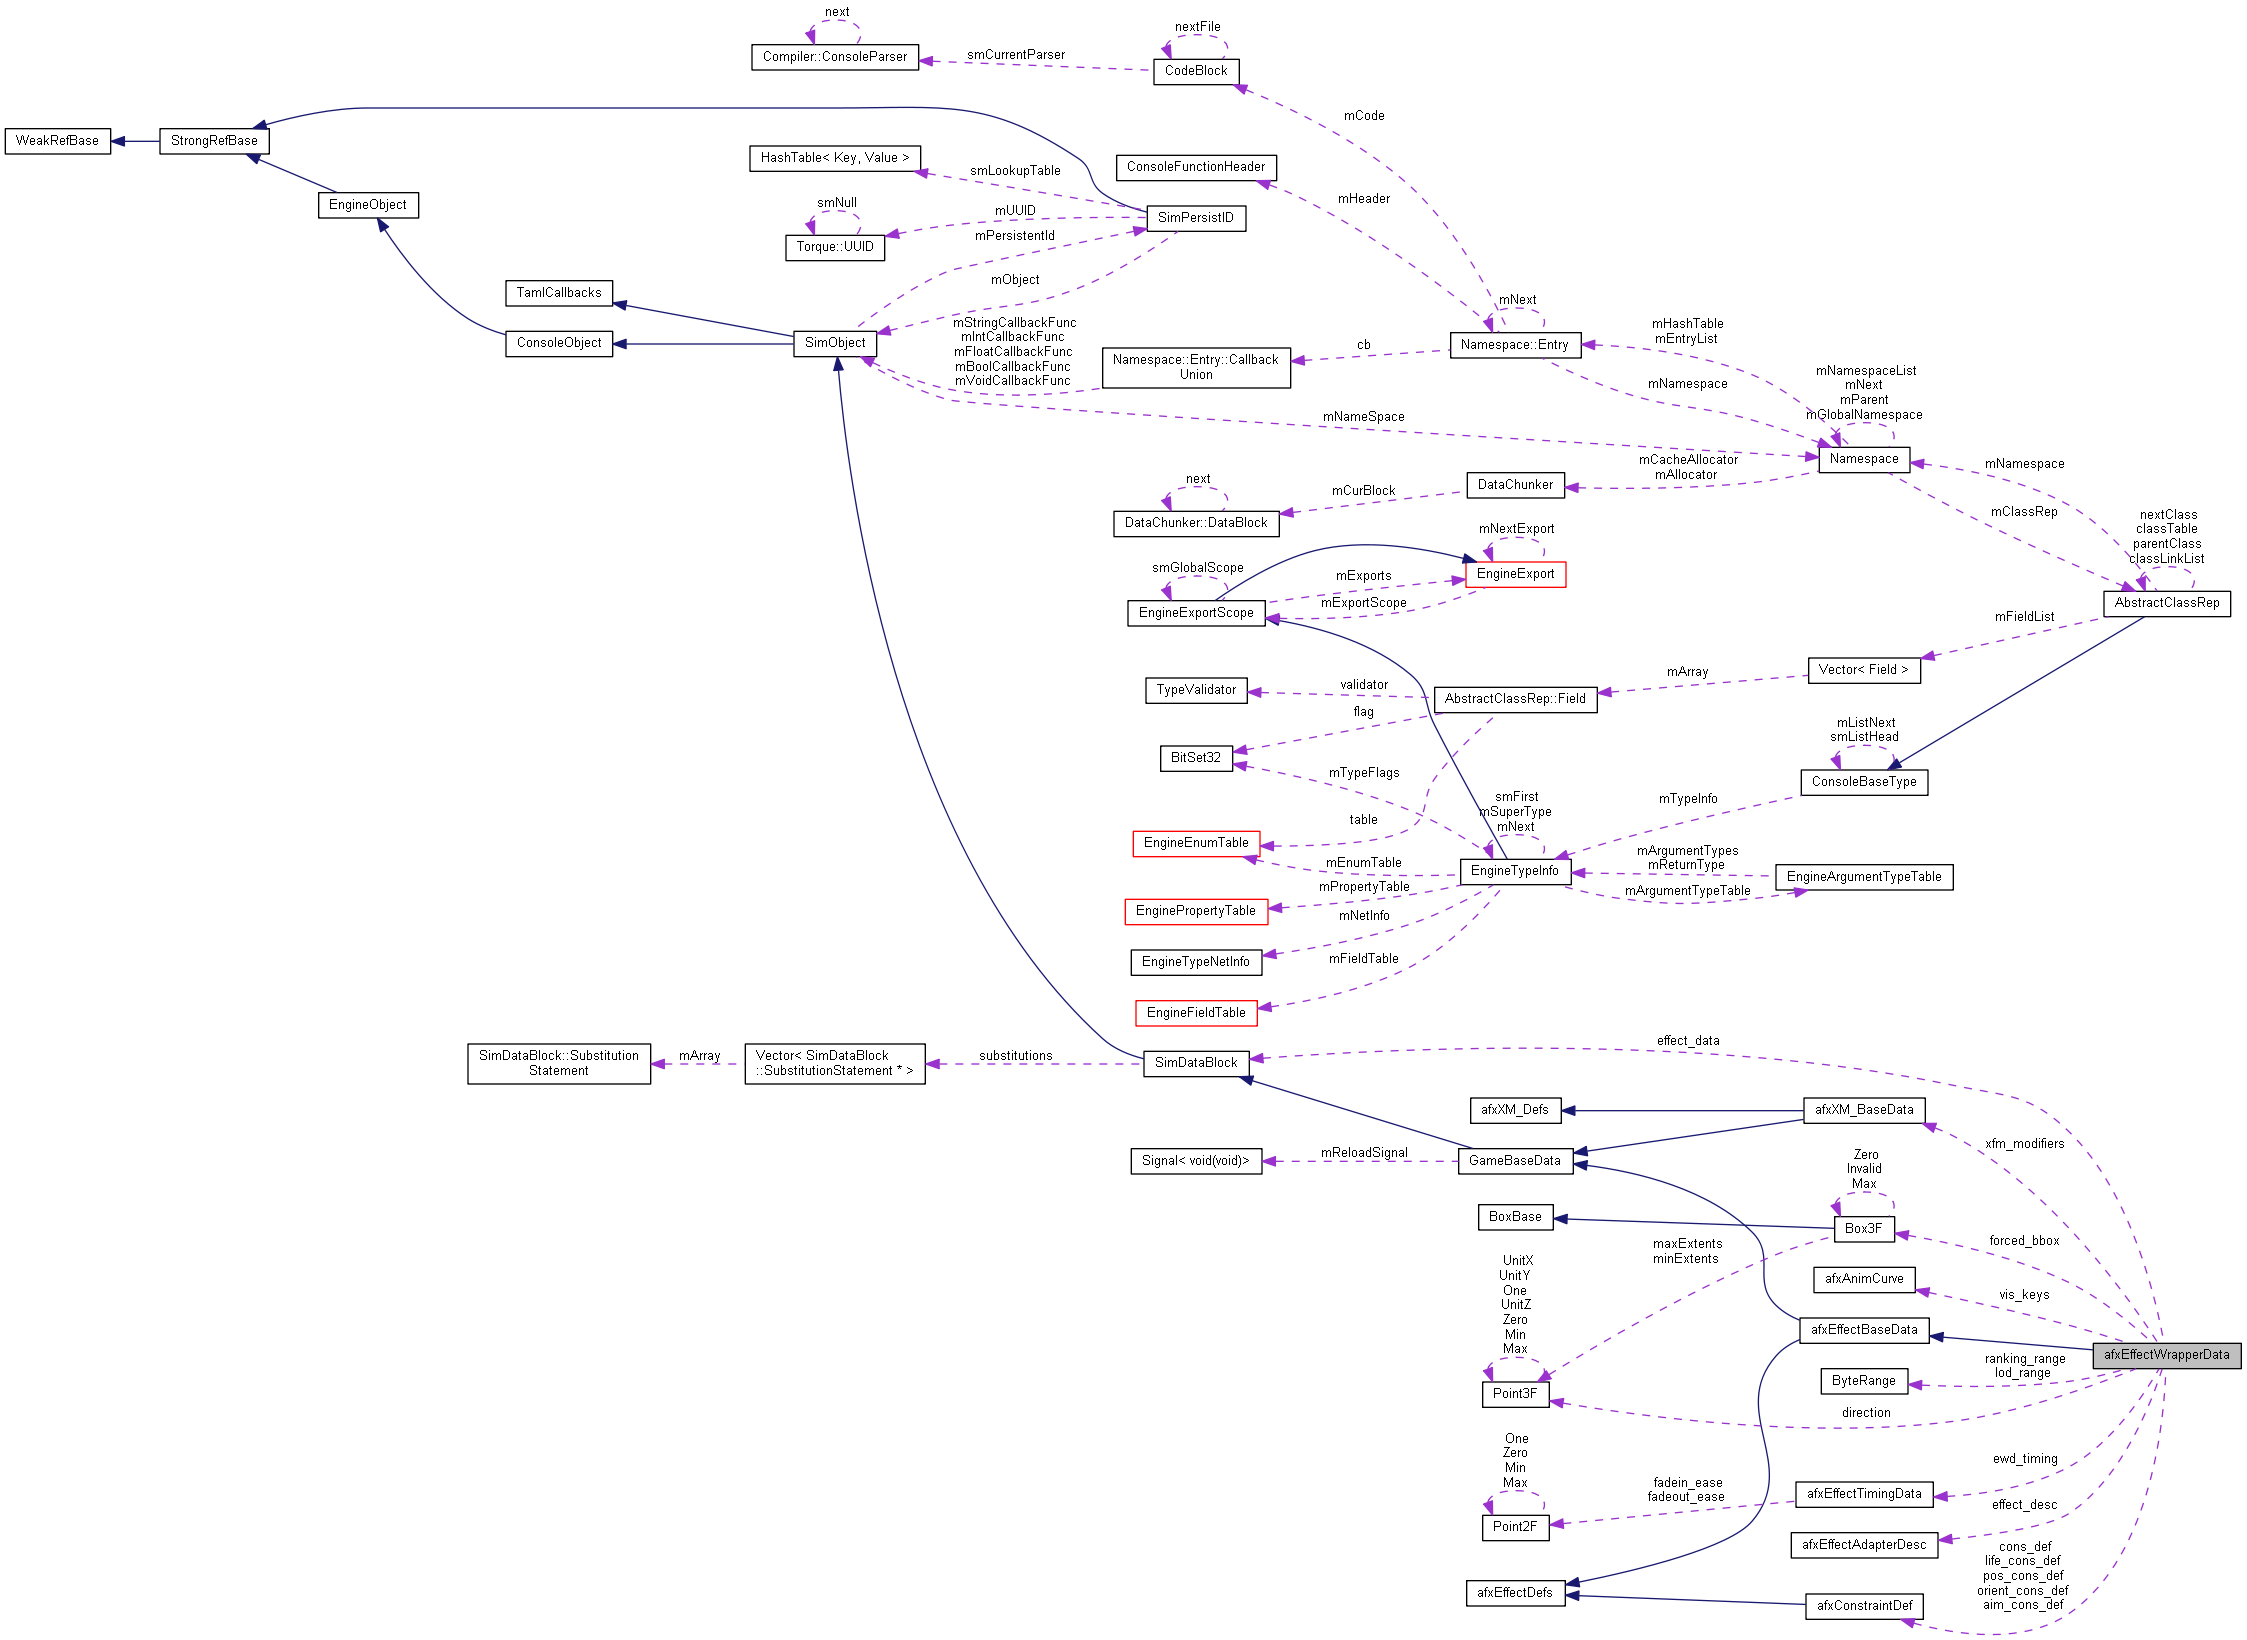 next
Compiler::ConsoleParser
smCurrentParser
nextFile
CodeBlock
mCode
WeakRefBase
StrongRefBase
HashTable< Key, Value >
smLookupTable
ConsoleFunctionHeader
mHeader
EngineObject
smNull
Torque::UUID
mUUID
mPersistentId
SimPersistID
mObject
TamlCallbacks
ConsoleObject
SimObject
mStringCallbackFunc
mIntCallbackFunc
mFloatCallbackFunc
mBoolCallbackFunc
mVoidCallbackFunc
Namespace::Entry::Callback
Union
cb
mNext
Namespace::Entry
mHashTable
mEntryList
mNamespace
mNameSpace
mNamespaceList
mNext
mParent
mGlobalNamespace
Namespace
mCacheAllocator
mAllocator
DataChunker
mCurBlock
next
DataChunker::DataBlock
mNamespace
mClassRep
nextClass
classTable
parentClass
classLinkList
AbstractClassRep
mNextExport
EngineExport
mExports
mExportScope
smGlobalScope
EngineExportScope
mFieldList
Vector< Field >
mArray
AbstractClassRep::Field
validator
TypeValidator
flag
BitSet32
mTypeFlags
mListNext
smListHead
ConsoleBaseType
mTypeInfo
smFirst
mSuperType
mNext
EngineTypeInfo
table
EngineEnumTable
mEnumTable
mArgumentTypes
mReturnType
mArgumentTypeTable
EngineArgumentTypeTable
mPropertyTable
EnginePropertyTable
mNetInfo
EngineTypeNetInfo
mFieldTable
EngineFieldTable
SimDataBlock::Substitution
Statement
mArray
Vector< SimDataBlock
::SubstitutionStatement * >
substitutions
SimDataBlock
effect_data
afxXM_Defs
afxXM_BaseData
xfm_modifiers
Signal< void(void)>
mReloadSignal
GameBaseData
Zero
Invalid
Max
BoxBase
Box3F
forced_bbox
maxExtents
minExtents
UnitX
UnitY
One
UnitZ
Zero
Min
Max
Point3F
afxAnimCurve
vis_keys
afxEffectBaseData
afxEffectWrapperData
ranking_range
lod_range
ByteRange
direction
One
Zero
Min
Max
Point2F
fadein_ease
fadeout_ease
afxEffectTimingData
ewd_timing
effect_desc
afxEffectAdapterDesc
cons_def
life_cons_def
pos_cons_def
orient_cons_def
aim_cons_def
afxEffectDefs
afxConstraintDef